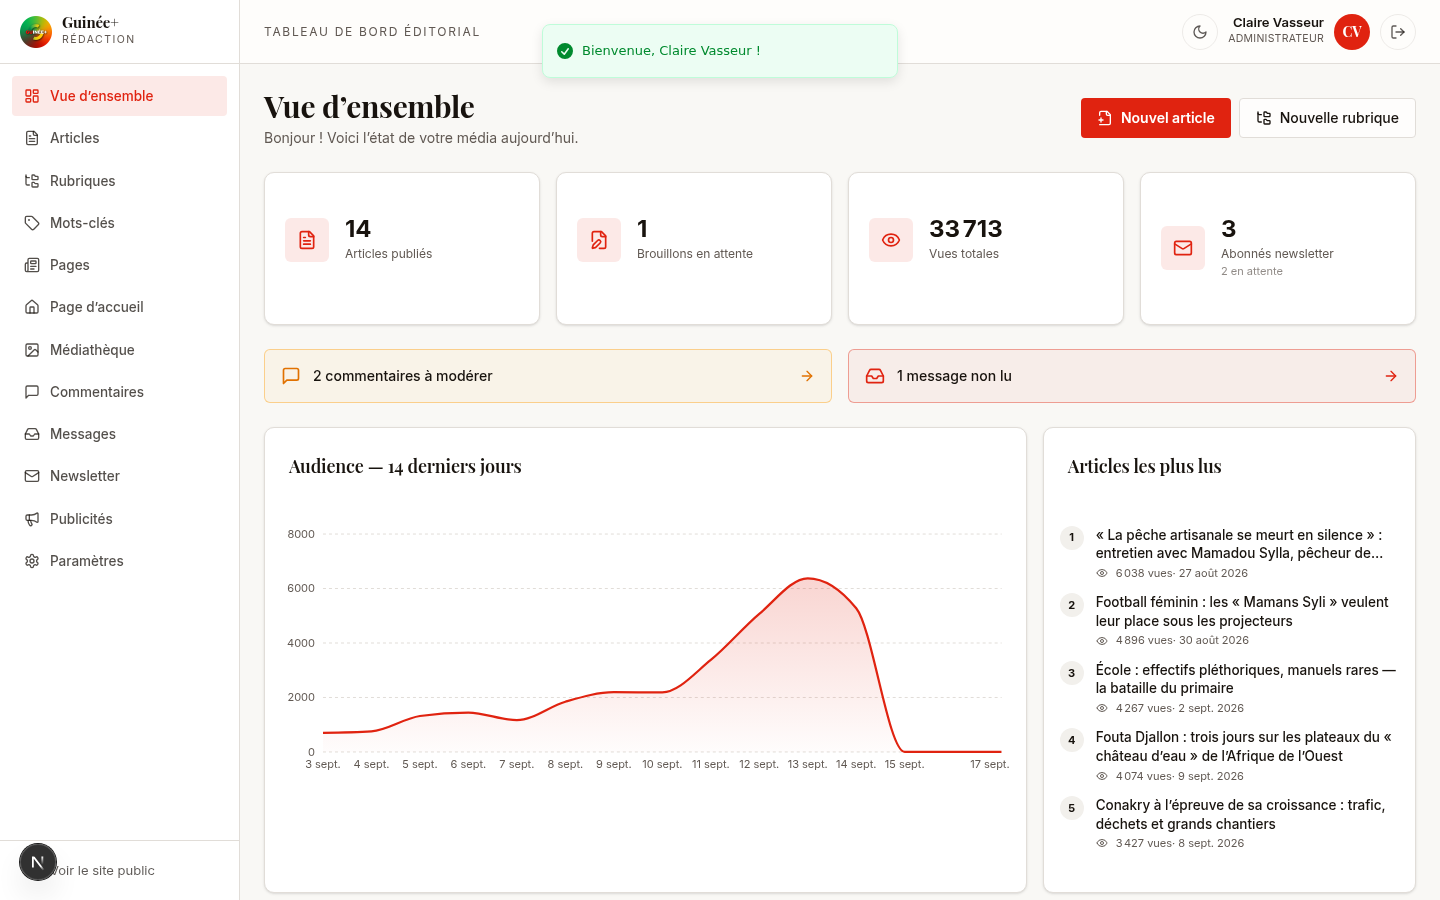 Guinée+
RÉDACTION
TABLEAU DE BORD ÉDITORIAL
Bienvenue, Claire Vasseur !
Claire Vasseur
ADMINISTRATEUR
CV
Vue d’ensemble
Articles
Rubriques
Mots-clés
Pages
Page d’accueil
Médiathèque
Commentaires
Messages
Newsletter
Publicités
Paramètres
Voir le site public
N
Vue d’ensemble
Bonjour ! Voici l’état de votre média aujourd’hui.
Nouvel article
Nouvelle rubrique
14
Articles publiés
1
Brouillons en attente
33 713
Vues totales
3
Abonnés newsletter
2 en attente
2 commentaires à modérer
1 message non lu
Audience — 14 derniers jours
8000
6000
4000
2000
0
3 sept. 4 sept. 5 sept. 6 sept. 7 sept. 8 sept. 9 sept. 10 sept. 11 sept. 12 sept. 13 sept. 14 sept. 15 sept. 17 sept.
Articles les plus lus
1
« La pêche artisanale se meurt en silence » :
entretien avec Mamadou Sylla, pêcheur de…
6 038 vues· 27 août 2026
2
Football féminin : les « Mamans Syli » veulent
leur place sous les projecteurs
4 896 vues· 30 août 2026
3
École : effectifs pléthoriques, manuels rares —
la bataille du primaire
4 267 vues· 2 sept. 2026
4
Fouta Djallon : trois jours sur les plateaux du «
château d’eau » de l’Afrique de l’Ouest
4 074 vues· 9 sept. 2026
5
Conakry à l’épreuve de sa croissance : trafic,
déchets et grands chantiers
3 427 vues· 8 sept. 2026